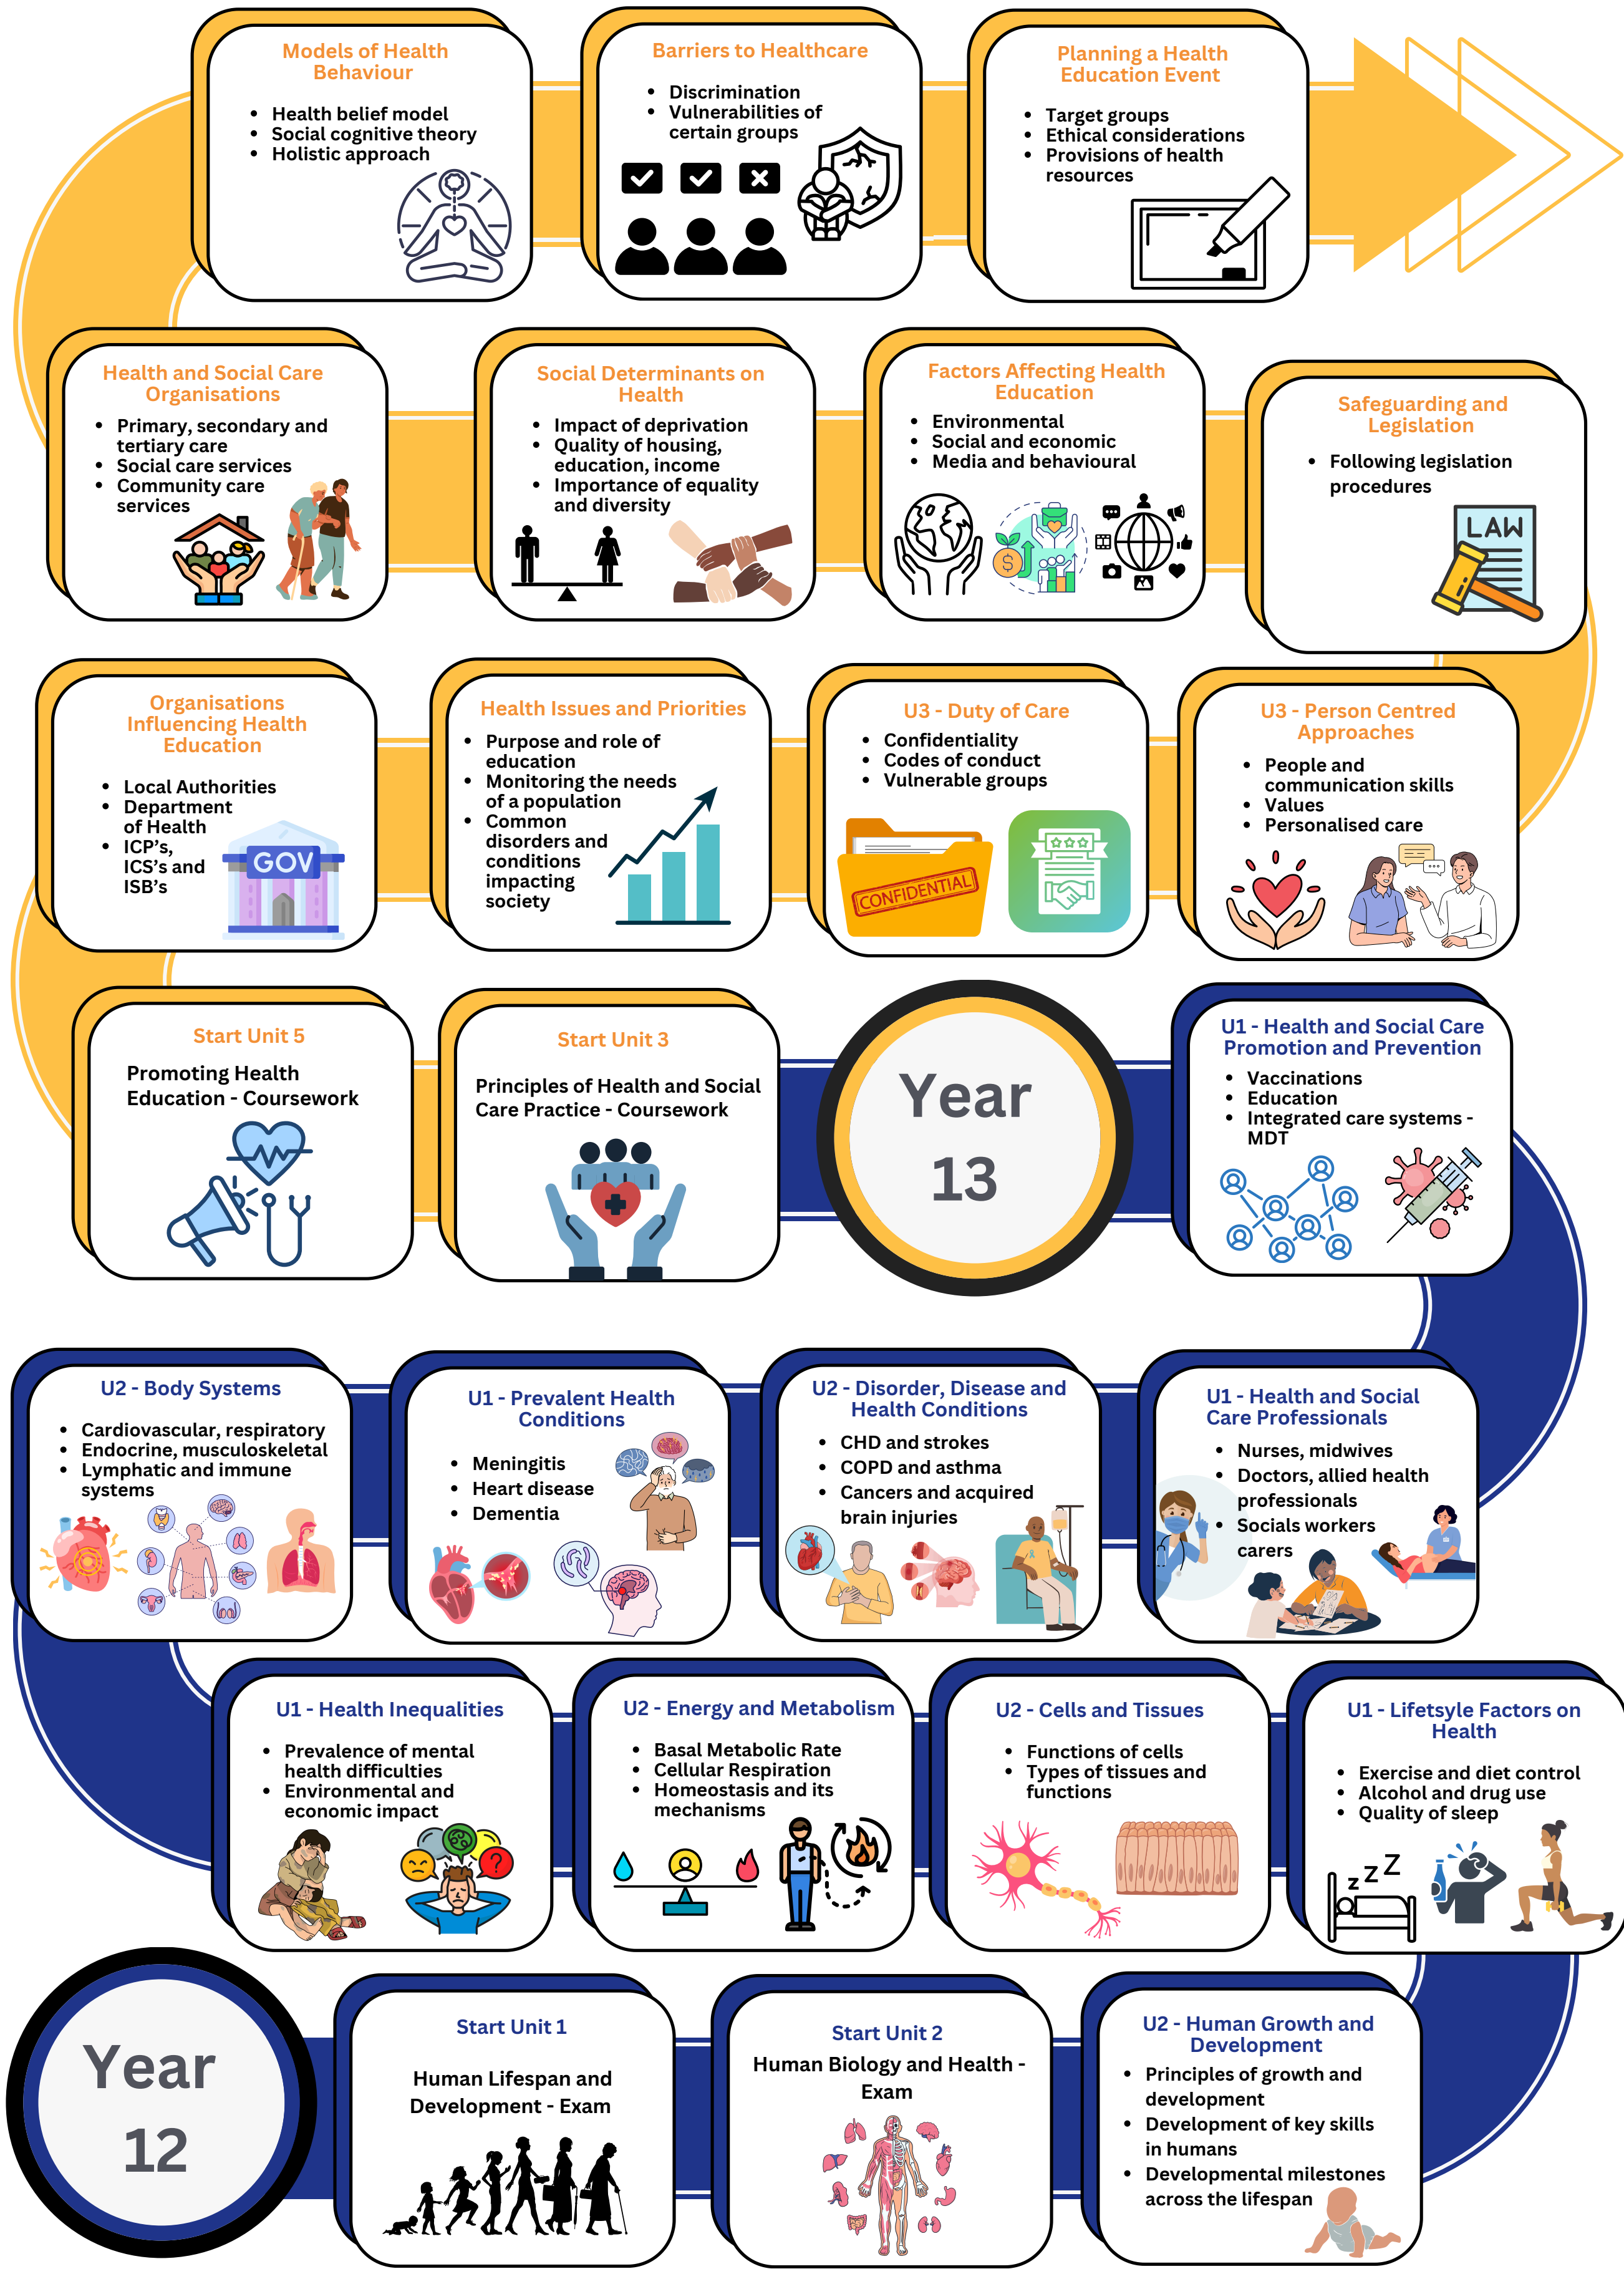 Models of Health
Behaviour
• Health belief model
• Social cognitive theory
• Holistic approach
Barriers to Healthcare
• Discrimination
• Vulnerabilities of
certain groups
Planning a Health
Education Event
• Target groups
• Ethical considerations
• Provisions of health
resources
Health and Social Care
Organisations
• Primary, secondary and
tertiary care
• Social care services
• Community care
services
Social Determinants on
Health
• Impact of deprivation
• Quality of housing,
education, income
• Importance of equality
and diversity
Factors Affecting Health
Education
• Environmental
• Social and economic
• Media and behavioural
$
Safeguarding and
Legislation
• Following legislation
procedures
LAW
Organisations
Influencing Health
Education
• Local Authorities
• Department
of Health
• ICP's,
ICS's and
ISB's
GOV
Health Issues and Priorities
• Purpose and role of
education
• Monitoring the needs
of a population
• Common
disorders and
conditions
impacting
society
U3 - Duty of Care
• Confidentiality
• Codes of conduct
• Vulnerable groups
CONFIDENTIAL
U3 - Person Centred
Approaches
• People and
communication skills
• Values
• Personalised care
Start Unit 5
Promoting Health
Education - Coursework
Start Unit 3
Principles of Health and Social
Care Practice - Coursework
Year
13
U1 - Health and Social Care
Promotion and Prevention
• Vaccinations
• Education
• Integrated care systems -
MDT
U2 - Body Systems
• Cardiovascular, respiratory
• Endocrine, musculoskeletal
• Lymphatic and immune
systems
U1 - Prevalent Health
Conditions
• Meningitis
• Heart disease
• Dementia
U2 - Disorder, Disease and
Health Conditions
• CHD and strokes
• COPD and asthma
• Cancers and acquired
brain injuries
U1 - Health and Social
Care Professionals
• Nurses, midwives
• Doctors, allied health
professionals
• Socials workers
carers
U1 - Health Inequalities
• Prevalence of mental
health difficulties
• Environmental and
economic impact
?
U2 - Energy and Metabolism
• Basal Metabolic Rate
• Cellular Respiration
• Homeostasis and its
mechanisms
U2 - Cells and Tissues
• Functions of cells
• Types of tissues and
functions
U1 - Lifetsyle Factors on
Health
• Exercise and diet control
• Alcohol and drug use
• Quality of sleep
z z Z
Year
12
Start Unit 1
Human Lifespan and
Development - Exam
Start Unit 2
Human Biology and Health -
Exam
U2 - Human Growth and
Development
• Principles of growth and
development
• Development of key skills
in humans
• Developmental milestones
across the lifespan